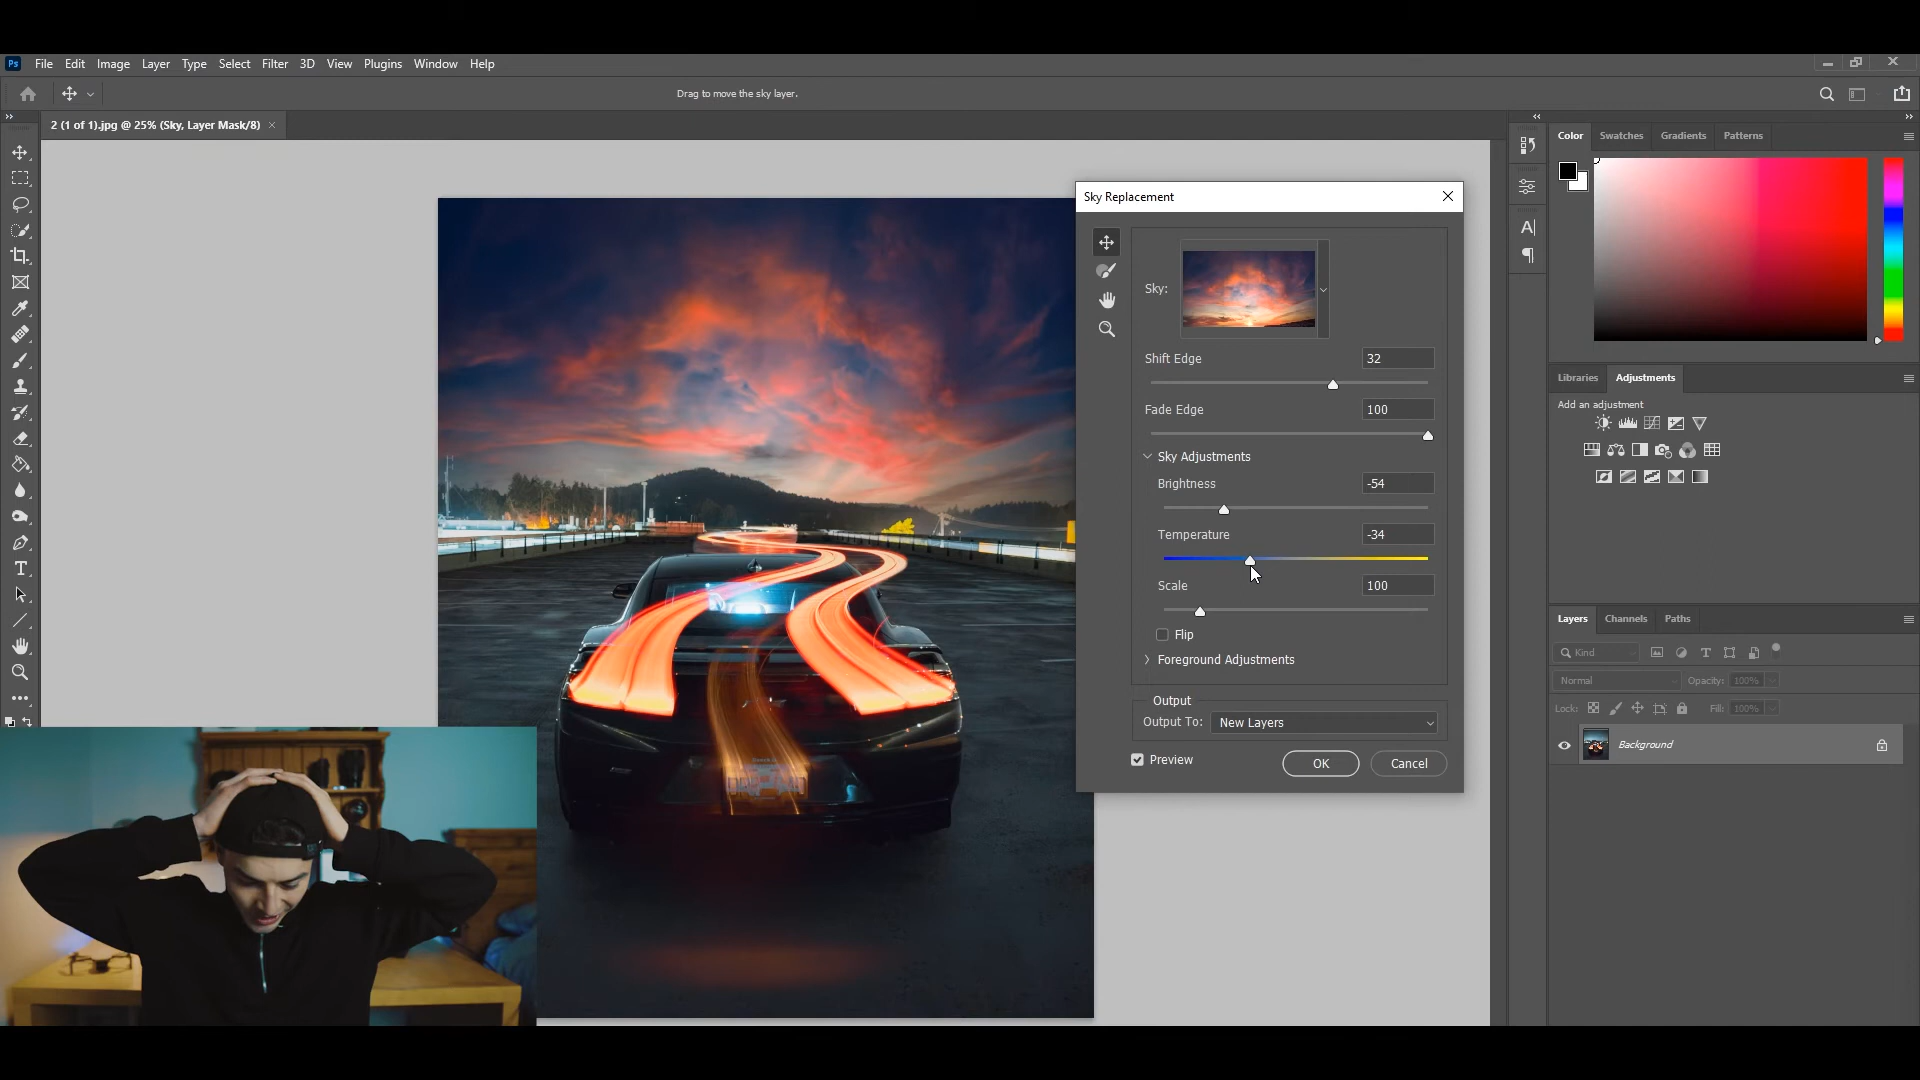 Ps File Edit Image Layer Type Select Filter 3D View Plugins Window Help
Drag to move the sky layer.
2 (1 of 1).jpg @ 25% (Sky, Layer Mask/8) ×
Color Swatches Gradients Patterns
Sky Replacement
Sky:
Shift Edge 32
Fade Edge 100
Sky Adjustments
Brightness -54
Temperature -34
Scale 100
Flip
Foreground Adjustments
Output
Output To: New Layers
Preview OK Cancel
Libraries Adjustments
Add an adjustment
Layers Channels Paths
Kind
Normal Opacity: 100%
Lock: Fill: 100%
Background